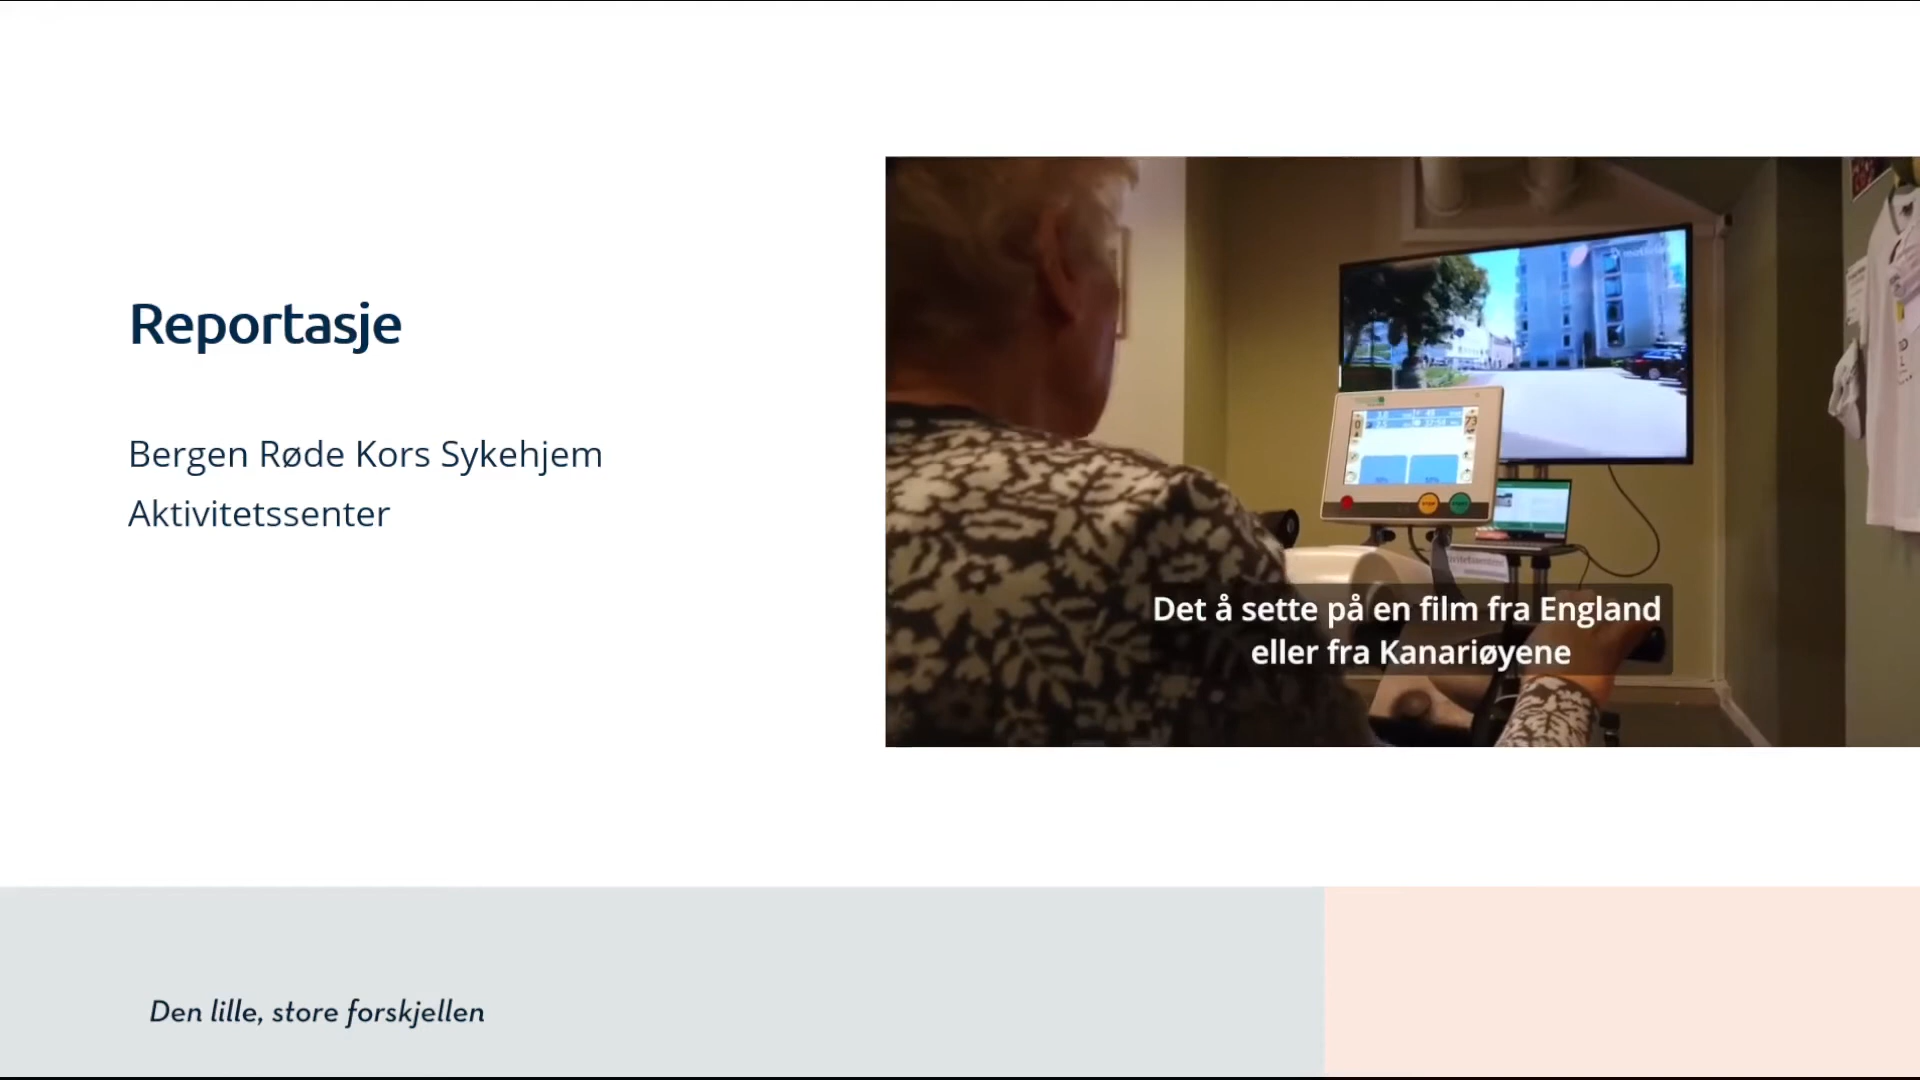 Reportasje
Bergen Røde Kors Sykehjem
Aktivitetssenter
Det å sette på en film fra England
eller fra Kanariøyene
Den lille, store forskjellen